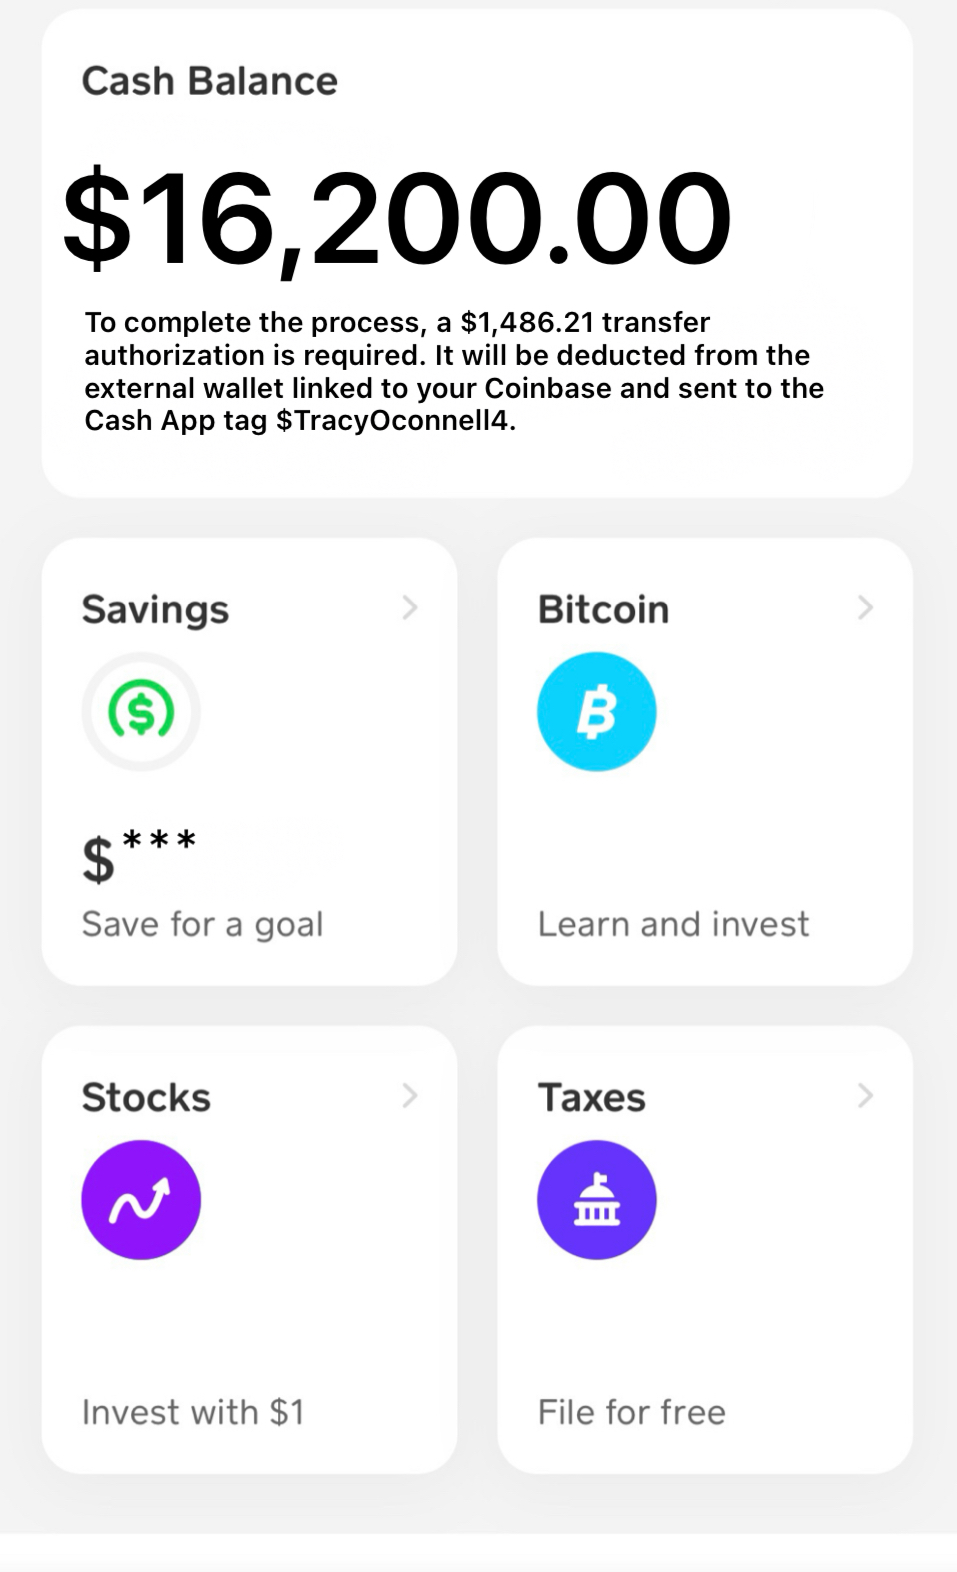 Cash Balance
$16,200.00
To complete the process, a $1,486.21 transfer
authorization is required. It will be deducted from the
external wallet linked to your Coinbase and sent to the
Cash App tag $TracyOconnell4.
Savings
Bitcoin
$***
Save for a goal
Learn and invest
Stocks
Taxes
Invest with $1
File for free